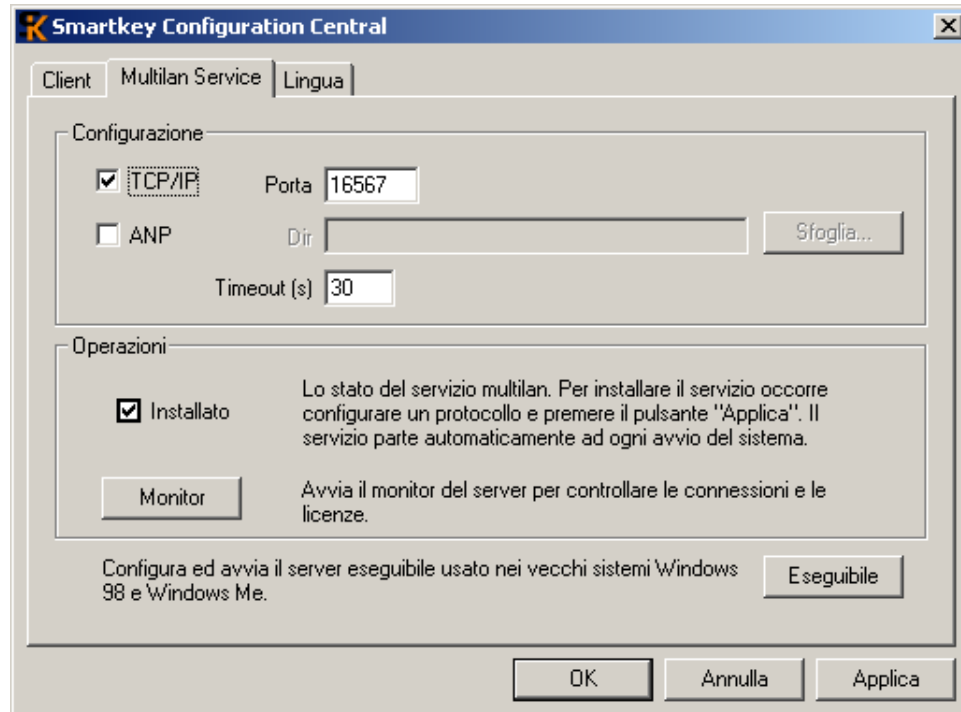 Smartkey Configuration Central
Client Multilan Service Lingua
Configurazione
TCP/IP Porta 16567
ANP Dir Sfoglia...
Timeout (s) 30
Operazioni
Installato
Lo stato del servizio multilan. Per installare il servizio occorre
configurare un protocollo e premere il pulsante "Applica". Il
servizio parte automaticamente ad ogni avvio del sistema.
Monitor
Avvia il monitor del server per controllare le connessioni e le
licenze.
Configura ed avvia il server eseguibile usato nei vecchi sistemi Windows
98 e Windows Me.
Eseguibile
OK Annulla Applica